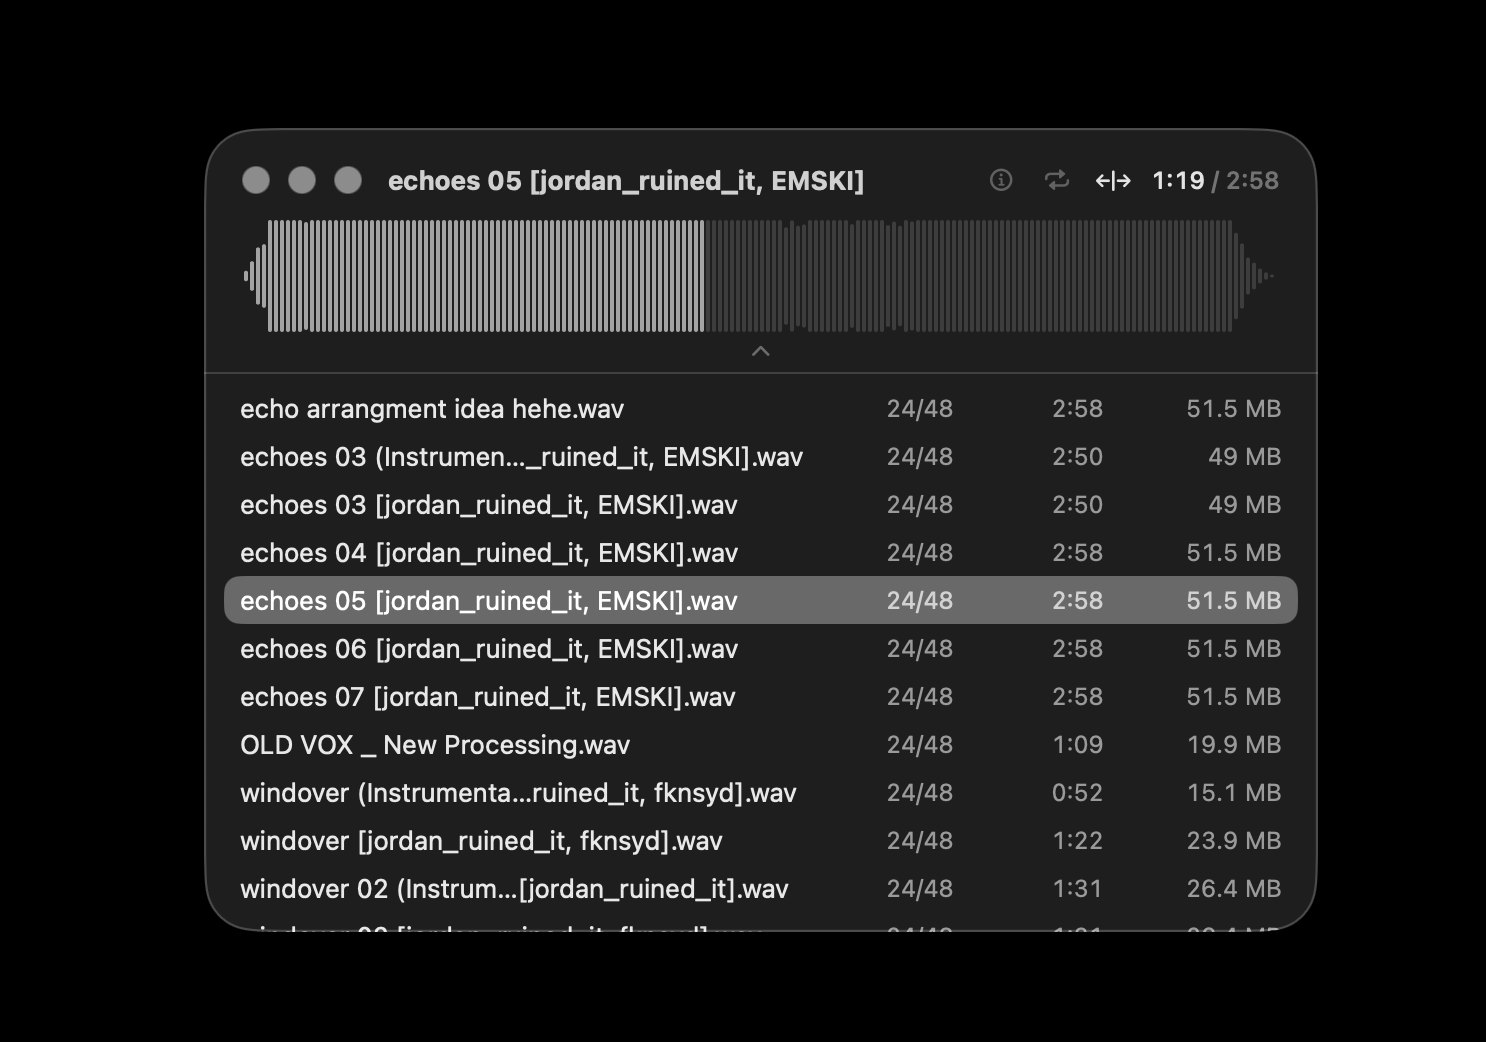 echoes 05 [jordan_ruined_it, EMSKI] 1:19 / 2:58
echo arrangment idea hehe.wav 24/48 2:58 51.5 MB
echoes 03 (Instrumen..._ruined_it, EMSKI].wav 24/48 2:50 49 MB
echoes 03 [jordan_ruined_it, EMSKI].wav 24/48 2:50 49 MB
echoes 04 [jordan_ruined_it, EMSKI].wav 24/48 2:58 51.5 MB
echoes 05 [jordan_ruined_it, EMSKI].wav 24/48 2:58 51.5 MB
echoes 06 [jordan_ruined_it, EMSKI].wav 24/48 2:58 51.5 MB
echoes 07 [jordan_ruined_it, EMSKI].wav 24/48 2:58 51.5 MB
OLD VOX _ New Processing.wav 24/48 1:09 19.9 MB
windover (Instrumenta...ruined_it, fknsyd].wav 24/48 0:52 15.1 MB
windover [jordan_ruined_it, fknsyd].wav 24/48 1:22 23.9 MB
windover 02 (Instrum...[jordan_ruined_it].wav 24/48 1:31 26.4 MB